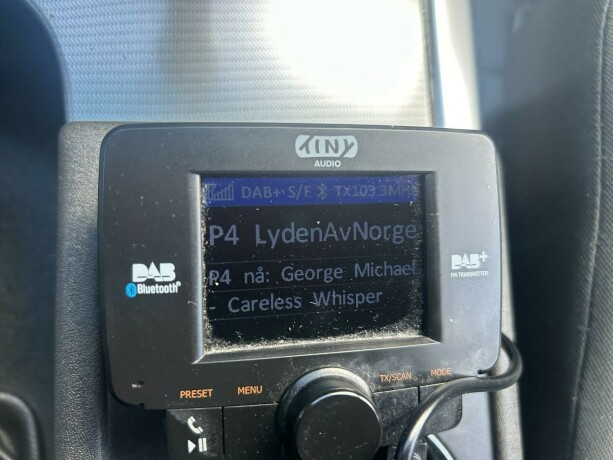 TINY
AUDIO
DAB+ S/F TX103.3MHz
P4 LydenAvNorge
P4 nå: George Michael
- Careless Whisper
DAB
Bluetooth®
DAB+
FM TRANSMITTER
PRESET
MENU
TX/SCAN
MODE